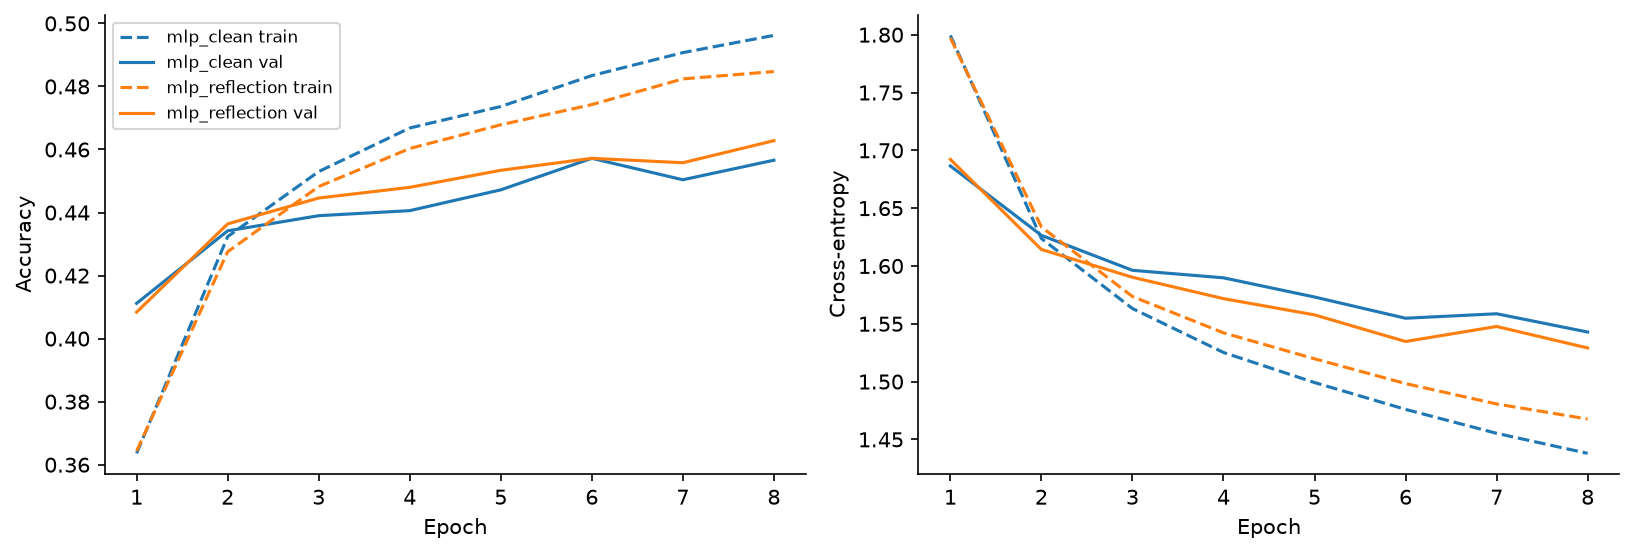 0.50
0.48
0.46
0.44
0.42
0.40
0.38
0.36
Accuracy
mlp_clean train
mlp_clean val
mlp_reflection train
mlp_reflection val
1 2 3 4 5 6 7 8
Epoch
1.80
1.75
1.70
1.65
1.60
1.55
1.50
1.45
Cross-entropy
1 2 3 4 5 6 7 8
Epoch